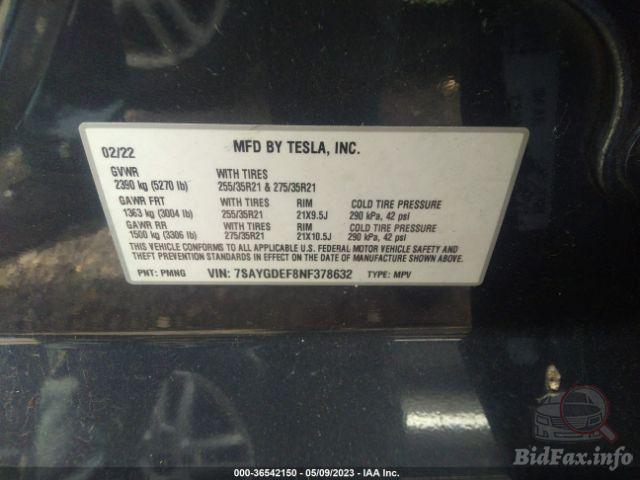 02/22 MFD BY TESLA, INC.
GVWR WITH TIRES
2390 kg (5270 lb) 255/35R21 & 275/35R21
GAWR FRT WITH TIRES RIM COLD TIRE PRESSURE
1363 kg (3004 lb) 255/35R21 21X9.5J 290 kPa, 42 psi
GAWR RR WITH TIRES RIM COLD TIRE PRESSURE
1500 kg (3306 lb) 275/35R21 21X10.5J 290 kPa, 42 psi
THIS VEHICLE CONFORMS TO ALL APPLICABLE U.S. FEDERAL MOTOR VEHICLE SAFETY AND
THEFT PREVENTION STANDARDS IN EFFECT ON THE DATE OF MANUFACTURE SHOWN ABOVE.
PNT: PMNG VIN: 7SAYGDEF8NF378632 TYPE: MPV
BidFax.info
000-36542150 - 05/09/2023 - IAA Inc.